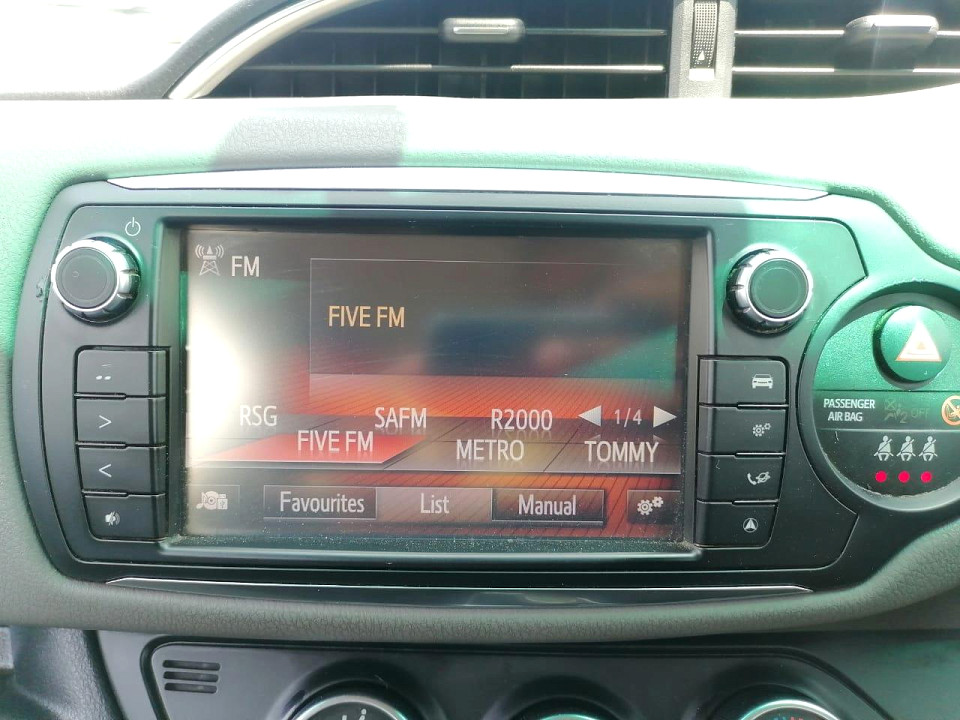 FM
FIVE FM
RSG SAFM R2000 1/4
FIVE FM METRO TOMMY
Favourites List Manual
PASSENGER
AIR BAG
OFF